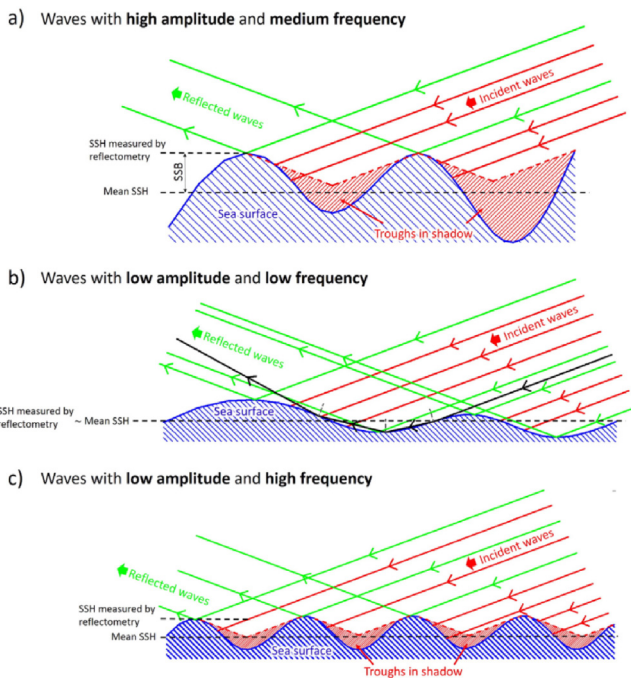 a) Waves with high amplitude and medium frequency
Reflected waves
Incident waves
SSH measured by
reflectometry
SSB
Mean SSH
Sea surface
Troughs in shadow
b) Waves with low amplitude and low frequency
Reflected waves
Incident waves
SSH measured by
reflectometry
~ Mean SSH
Sea surface
c) Waves with low amplitude and high frequency
Reflected waves
Incident waves
SSH measured by
reflectometry
Mean SSH
Sea surface
Troughs in shadow